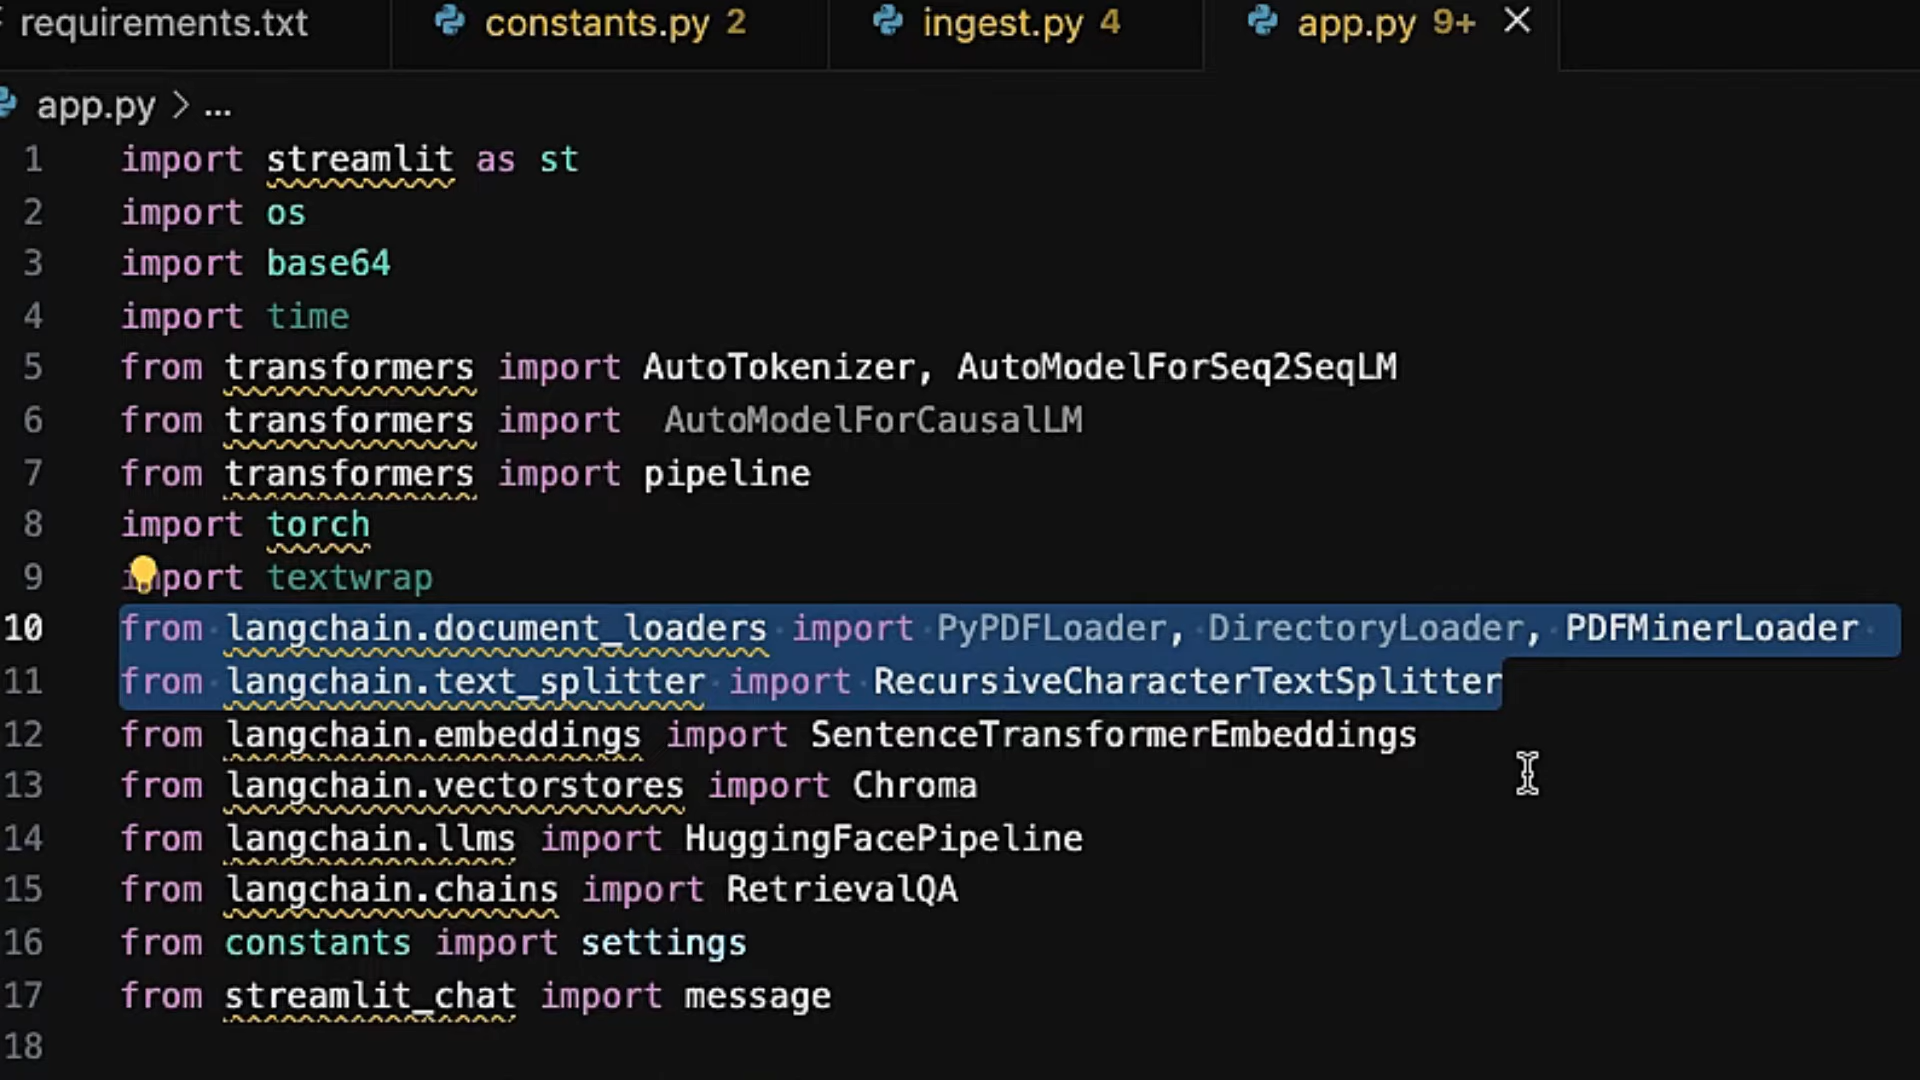 requirements.txt constants.py 2 ingest.py 4 app.py 9+
app.py > ...
1 import streamlit as st
2 import os
3 import base64
4 import time
5 from transformers import AutoTokenizer, AutoModelForSeq2SeqLM
6 from transformers import  AutoModelForCausalLM
7 from transformers import pipeline
8 import torch
9 import textwrap
10 from langchain.document_loaders import PyPDFLoader, DirectoryLoader, PDFMinerLoader
11 from langchain.text_splitter import RecursiveCharacterTextSplitter
12 from langchain.embeddings import SentenceTransformerEmbeddings
13 from langchain.vectorstores import Chroma
14 from langchain.llms import HuggingFacePipeline
15 from langchain.chains import RetrievalQA
16 from constants import settings
17 from streamlit_chat import message
18